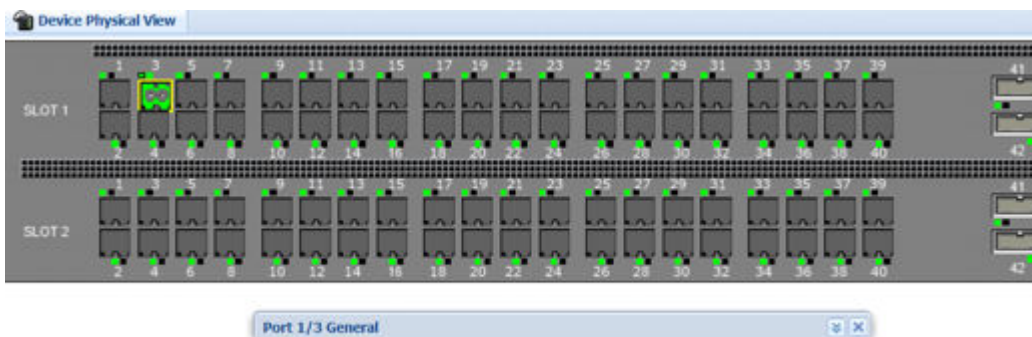 Device Physical View
1 3 5 7 9 11 13 15 17 19 21 23 25 27 29 31 33 35 37 39 41
SLOT 1
2 4 6 8 10 12 14 16 18 20 22 24 26 28 30 32 34 36 38 40 42
1 3 5 7 9 11 13 15 17 19 21 23 25 27 29 31 33 35 37 39 41
SLOT 2
2 4 6 8 10 12 14 16 18 20 22 24 26 28 30 32 34 36 38 40 42
Port 1/3 General